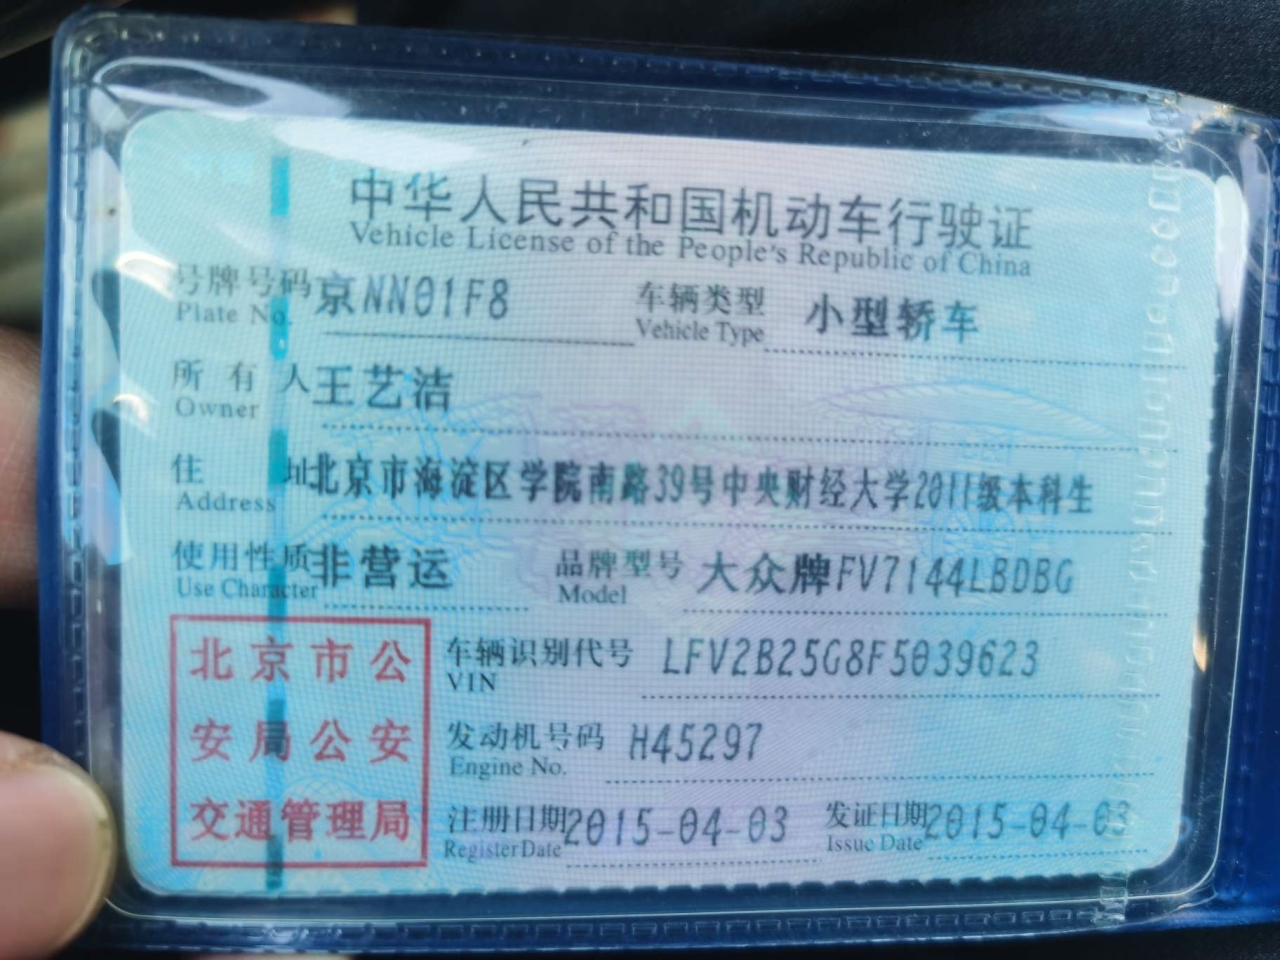 中华人民共和国机动车行驶证
Vehicle License of the People's Republic of China
号牌号码 京NN01F8 车辆类型 小型轿车
Plate No. Vehicle Type
所有人 王艺洁
Owner
住址 北京市海淀区学院南路39号中央财经大学2011级本科生
Address
使用性质 非营运 品牌型号 大众牌FV7144LBDBG
Use Character Model
车辆识别代号 LFV2B25G8F5039623
VIN
发动机号码 H45297
Engine No.
注册日期 2015-04-03 发证日期 2015-04-03
Register Date Issue Date
北京市公
安局公安
交通管理局